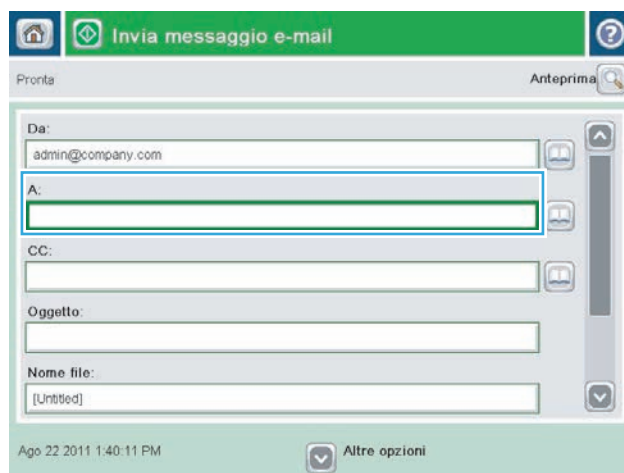 Invia messaggio e-mail
Pronta
Anteprima
Da:
admin@company.com
A:
CC:
Oggetto:
Nome file:
[Untitled]
Ago 22 2011 1:40:11 PM
Altre opzioni